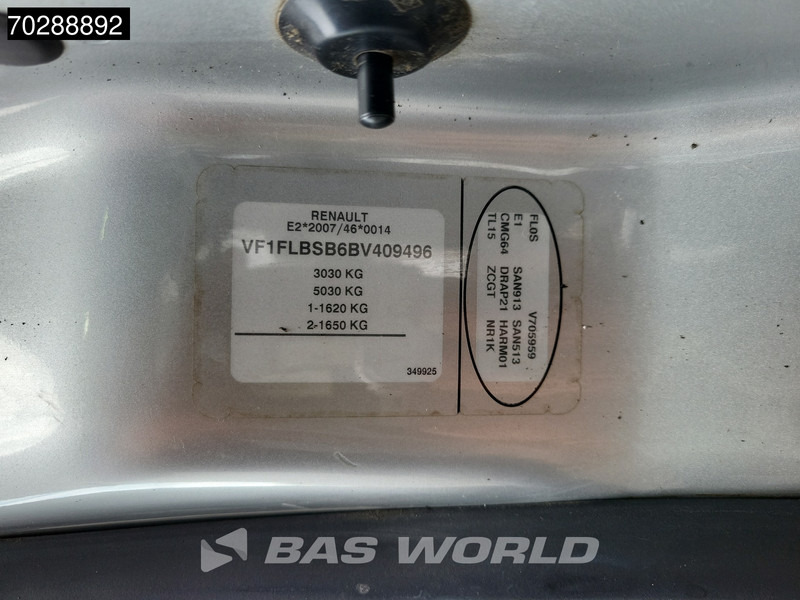 70288892
RENAULT
E2*2007/46*0014
VF1FLBSB6BV409496
3030 KG
5030 KG
1-1620 KG
2-1650 KG
349925
FL0S V705959
E1 SAN913 SAN513
CMG64 DRAP21 HARM01
TL15 ZCGT NR1K
BAS WORLD